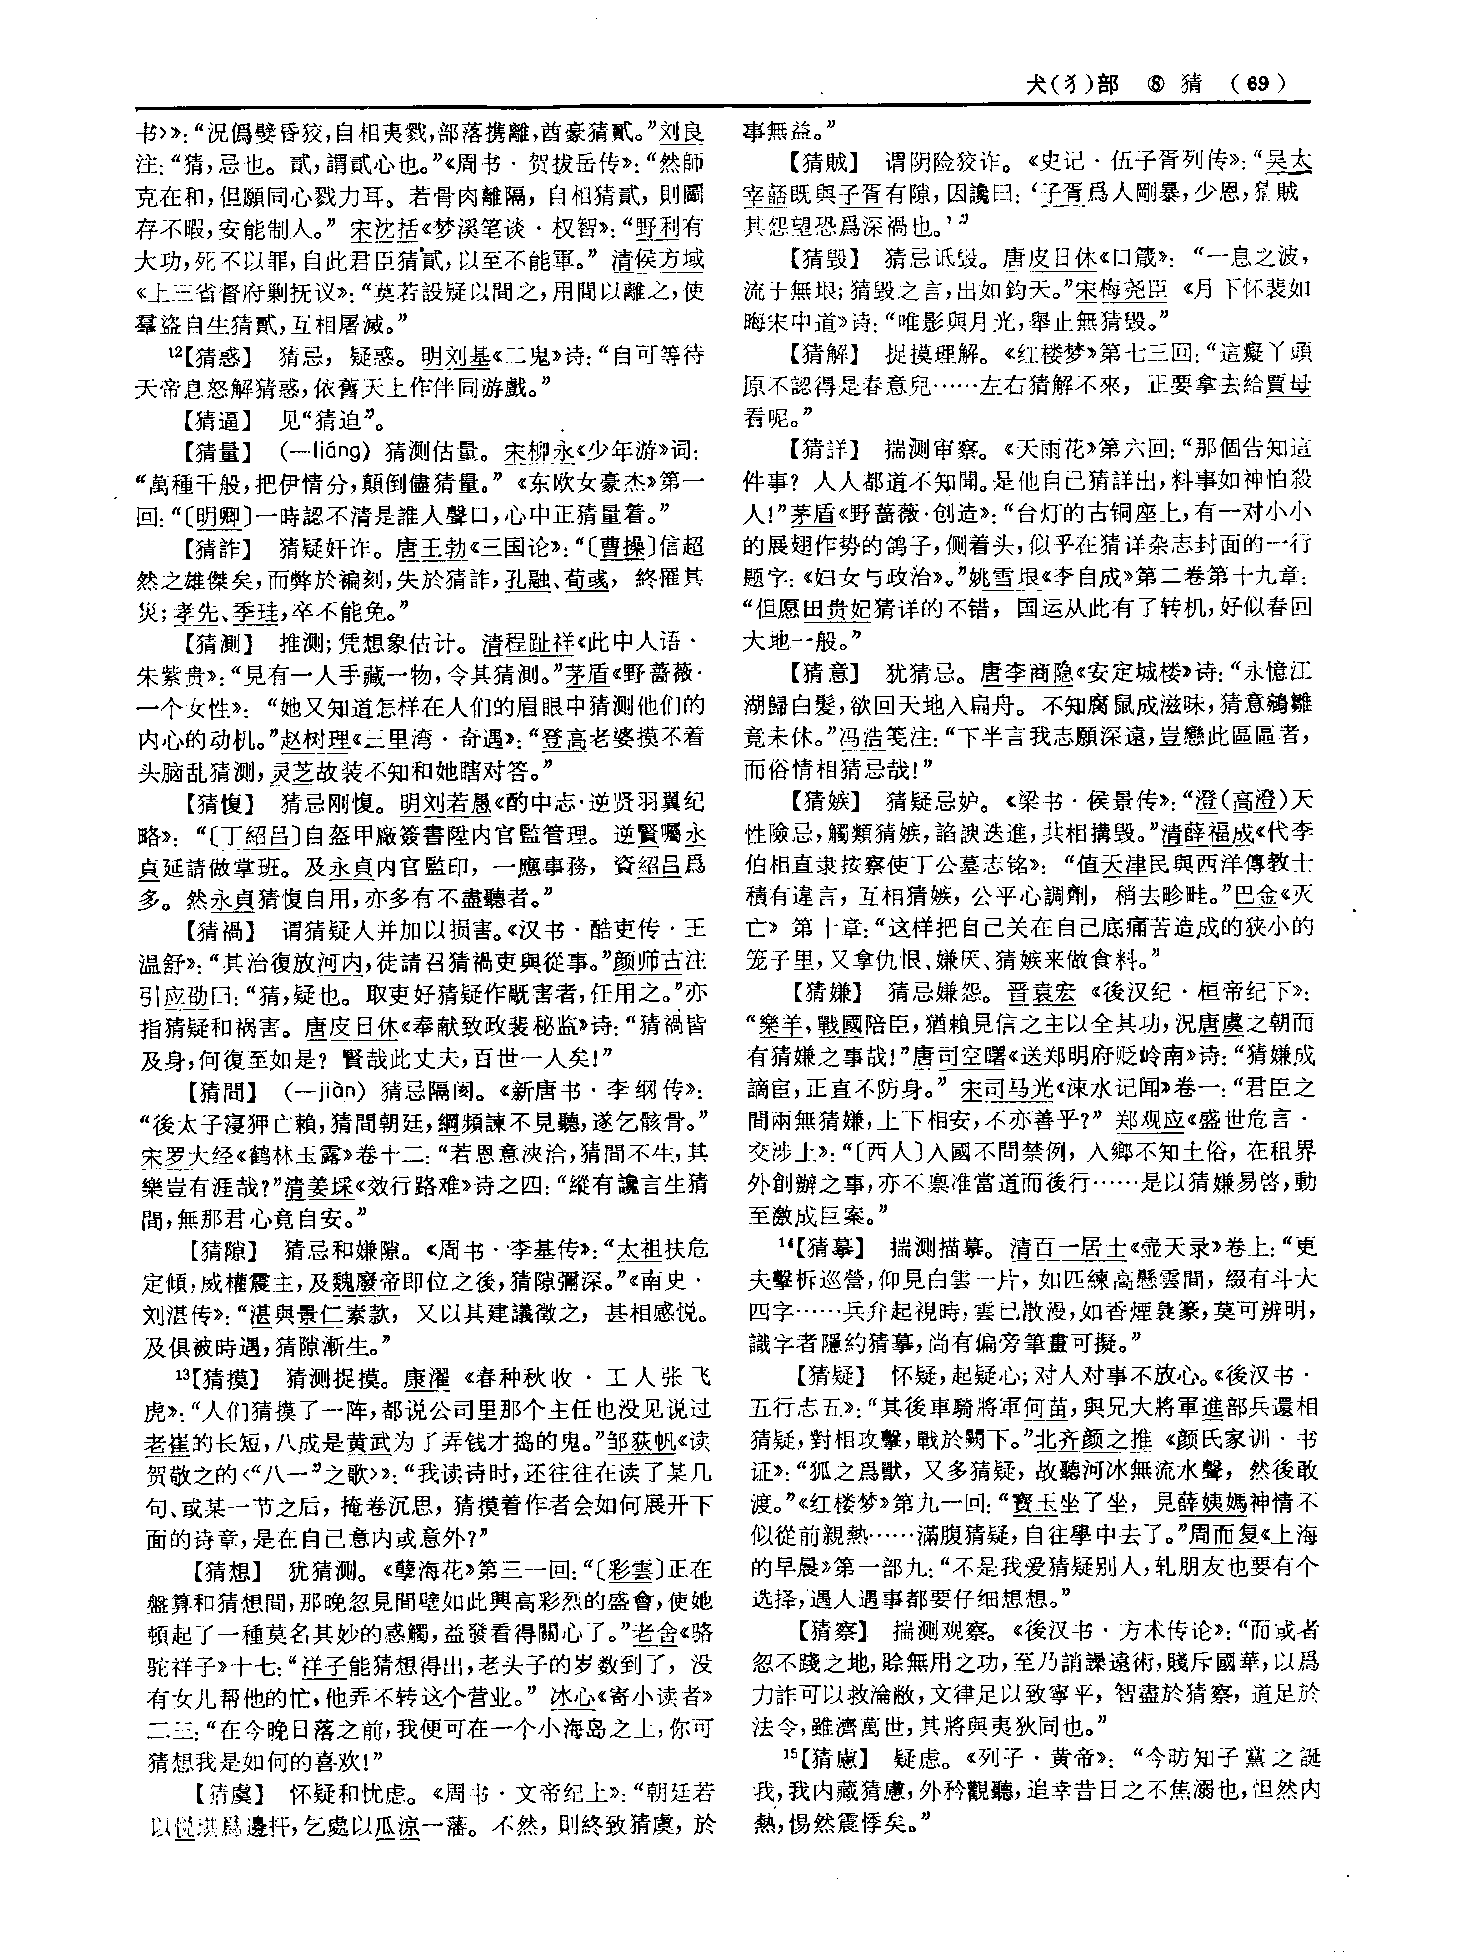 犬(犭)部 ⑧ 猜 (69)
书〉》:“況僞孼昏狡,自相夷戮,部落携離,酋豪猜貳。”刘良
注:“猜,忌也。貳,謂貳心也。”《周书·贺拔岳传》:“然師
克在和,但願同心戮力耳。若骨肉離隔,自相猜貳,則圖
存不暇,安能制人。”宋沈括《梦溪笔谈·权智》:“野利有
大功,死不以罪,自此君臣猜貳,以至不能軍。”清侯方域
《上三省督府剿抚议》:“莫若設疑以間之,用間以離之,使
羣盜自生猜貳,互相屠滅。”
12【猜惑】 猜忌,疑惑。明刘基《二鬼》诗:“自可等待
天帝息怒解猜惑,依舊天上作伴同游戲。”
【猜逼】 见“猜迫”。
【猜量】 (—liáng) 猜测估量。宋柳永《少年游》词:
“萬種千般,把伊情分,顛倒儘猜量。”《东欧女豪杰》第一
回:“〔明卿〕一時認不清是誰人聲口,心中正猜量着。”
【猜詐】 猜疑奸诈。唐王勃《三国论》:“〔曹操〕信超
然之雄傑矣,而弊於褊刻,失於猜詐,孔融、荀彧,終罹其
災;孝先、季珪,卒不能免。”
【猜測】 推测;凭想象估计。清程趾祥《此中人语·
朱紫贵》:“見有一人手藏一物,令其猜測。”茅盾《野蔷薇·
一个女性》:“她又知道怎样在人们的眉眼中猜测他们的
内心的动机。”赵树理《三里湾·奇遇》:“登高老婆摸不着
头脑乱猜测,灵芝故装不知和她瞎对答。”
【猜愎】 猜忌刚愎。明刘若愚《酌中志·逆贤羽翼纪
略》:“〔丁紹吕〕自盔甲廠簽書陞内官監管理。逆賢囑永
貞延請做掌班。及永貞内官監印,一應事務,資紹吕爲
多。然永貞猜愎自用,亦多有不盡聽者。”
【猜禍】 谓猜疑人并加以损害。《汉书·酷吏传·王
温舒》:“其治復放河内,徒請召猜禍吏與從事。”颜师古注
引应劭曰:“猜,疑也。取吏好猜疑作戲害者,任用之。”亦
指猜疑和祸害。唐皮日休《奉献致政裴秘监》诗:“猜禍皆
及身,何復至如是?賢哉此丈夫,百世一人矣!”
【猜間】 (—jiàn) 猜忌隔阂。《新唐书·李纲传》:
“後太子寖狎亡賴,猜間朝廷,綱頻諫不見聽,遂乞骸骨。”
宋罗大经《鹤林玉露》卷十二:“若恩意浹洽,猜間不生,其
樂豈有涯哉?”清姜埰《效行路难》诗之四:“縱有讒言生猜
間,無那君心竟自安。”
【猜隙】 猜忌和嫌隙。《周书·李基传》:“太祖扶危
定傾,威權震主,及魏廢帝即位之後,猜隙彌深。”《南史·
刘湛传》:“湛與景仁素款,又以其建議徵之,甚相感悦。
及俱被時遇,猜隙漸生。”
13【猜摸】 猜测捉摸。康濯《春种秋收·工人张飞
虎》:“人们猜摸了一阵,都说公司里那个主任也没见说过
老崔的长短,八成是黄武为了弄钱才捣的鬼。”邹荻帆《读
贺敬之的〈“八一”之歌〉》:“我读诗时,还往往在读了某几
句、或某一节之后,掩卷沉思,猜摸着作者会如何展开下
面的诗章,是在自己意内或意外?”
【猜想】 犹猜测。《孽海花》第三一回:“〔彩雲〕正在
盤算和猜想間,那晚忽見間壁如此興高彩烈的盛會,使她
頓起了一種莫名其妙的感觸,益發看得關心了。”老舍《骆
驼祥子》十七:“祥子能猜想得出,老头子的岁数到了,没
有女儿帮他的忙,他弄不转这个营业。”冰心《寄小读者》
二三:“在今晚日落之前,我便可在一个小海岛之上,你可
猜想我是如何的喜欢!”
【猜虞】 怀疑和忧虑。《周书·文帝纪上》:“朝廷若
以悦堪爲邊扞,乞處以瓜涼一藩。不然,則終致猜虞,於
事無益。”
【猜賊】 谓阴险狡诈。《史记·伍子胥列传》:“吴太
宰嚭既與子胥有隙,因讒曰:‘子胥爲人剛暴,少恩,猜賊
其怨望恐爲深禍也。’”
【猜毀】 猜忌诋毁。唐皮日休《口箴》:“一息之波,
流于無垠;猜毀之言,出如鈞天。”宋梅尧臣《月下怀裴如
晦宋中道》诗:“唯影與月光,舉止無猜毀。”
【猜解】 捉摸理解。《红楼梦》第七三回:“這癡丫頭
原不認得是春意兒……左右猜解不來,正要拿去給賈母
看呢。”
【猜詳】 揣测审察。《天雨花》第六回:“那個告知這
件事?人人都道不知聞。是他自己猜詳出,料事如神怕殺
人!”茅盾《野蔷薇·创造》:“台灯的古铜座上,有一对小小
的展翅作势的鸽子,侧着头,似乎在猜详杂志封面的一行
题字:《妇女与政治》。”姚雪垠《李自成》第二卷第十九章:
“但愿田贵妃猜详的不错,国运从此有了转机,好似春回
大地一般。”
【猜意】 犹猜忌。唐李商隐《安定城楼》诗:“永憶江
湖歸白髮,欲回天地入扁舟。不知腐鼠成滋味,猜意鵷雛
竟未休。”冯浩笺注:“下半言我志願深遠,豈戀此區區者,
而俗情相猜忌哉!”
【猜嫉】 猜疑忌妒。《梁书·侯景传》:“澄(高澄)天
性險忌,觸類猜嫉,諂諛迭進,共相搆毁。”清薛福成《代李
伯相直隶按察使丁公墓志铭》:“值天津民與西洋傳教士
積有違言,互相猜嫉,公平心調劑,稍去畛畦。”巴金《灭
亡》第十章:“这样把自己关在自己底痛苦造成的狭小的
笼子里,又拿仇恨、嫌厌、猜嫉来做食料。”
【猜嫌】 猜忌嫌怨。晋袁宏《後汉纪·桓帝纪下》:
“樂羊,戰國陪臣,猶賴見信之主以全其功,況唐虞之朝而
有猜嫌之事哉!”唐司空曙《送郑明府贬岭南》诗:“猜嫌成
謫宦,正直不防身。”宋司马光《涑水记闻》卷一:“君臣之
間兩無猜嫌,上下相安,不亦善乎?”郑观应《盛世危言·
交涉上》:“〔西人〕入國不問禁例,入鄉不知土俗,在租界
外創辦之事,亦不禀准當道而後行……是以猜嫌易啓,動
至激成巨案。”
14【猜摹】 揣测描摹。清百一居士《壶天录》卷上:“更
夫擊柝巡營,仰見白雲一片,如匹練高懸雲間,綴有斗大
四字……兵弁起視時,雲已散漫,如香煙裊篆,莫可辨明,
識字者隱約猜摹,尚有偏旁筆畫可擬。”
【猜疑】 怀疑,起疑心;对人对事不放心。《後汉书·
五行志五》:“其後車騎將軍何苗,與兄大將軍進部兵還相
猜疑,對相攻擊,戰於闕下。”北齐颜之推《颜氏家训·书
证》:“狐之爲獸,又多猜疑,故聽河冰無流水聲,然後敢
渡。”《红楼梦》第九一回:“寳玉坐了坐,見薛姨媽神情不
似從前親熱……滿腹猜疑,自往學中去了。”周而复《上海
的早晨》第一部九:“不是我爱猜疑别人,轧朋友也要有个
选择,遇人遇事都要仔细想想。”
【猜察】 揣测观察。《後汉书·方术传论》:“而或者
忽不踐之地,賒無用之功,至乃誚譟遠術,賤斥國華,以爲
力詐可以救淪敝,文律足以致寧平,智盡於猜察,道足於
法令,雖濟萬世,其將與夷狄同也。”
15【猜慮】 疑虑。《列子·黄帝》:“今昉知子黨之誕
我,我内藏猜慮,外矜觀聽,追幸昔日之不焦溺也,怛然内
熱,惕然震悸矣。”